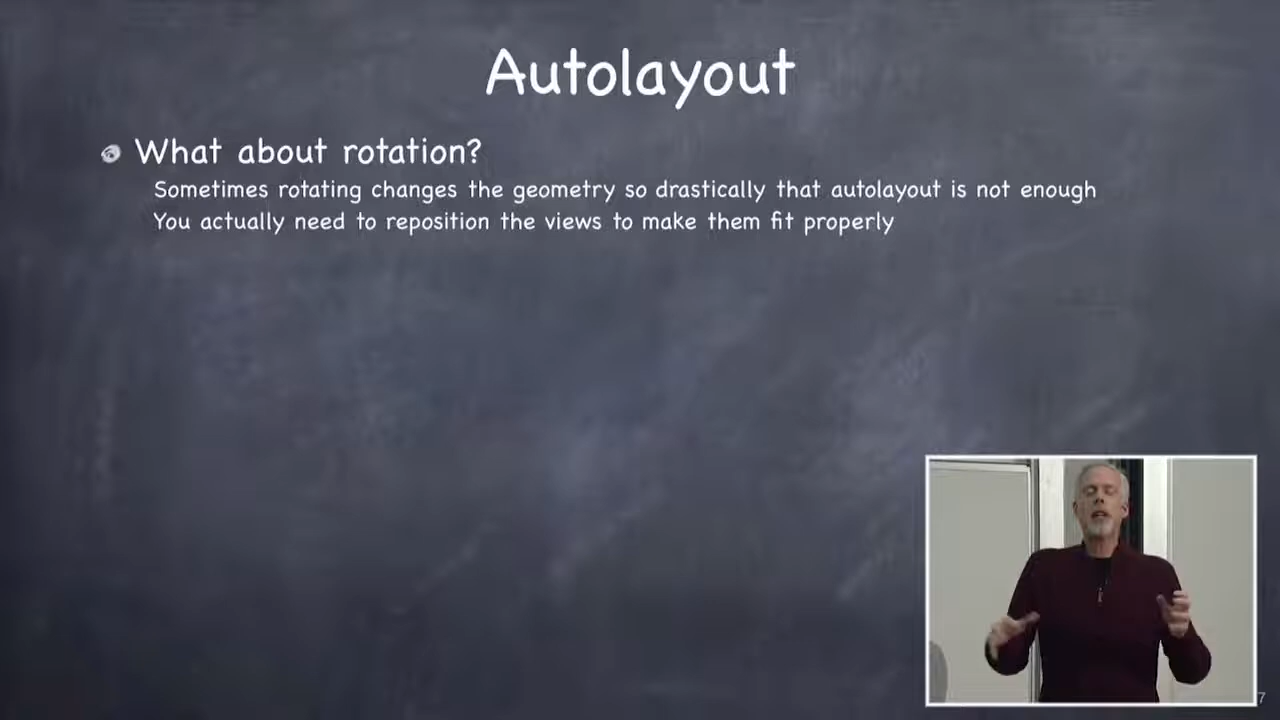 Autolayout
What about rotation?
Sometimes rotating changes the geometry so drastically that autolayout is not enough
You actually need to reposition the views to make them fit properly
7